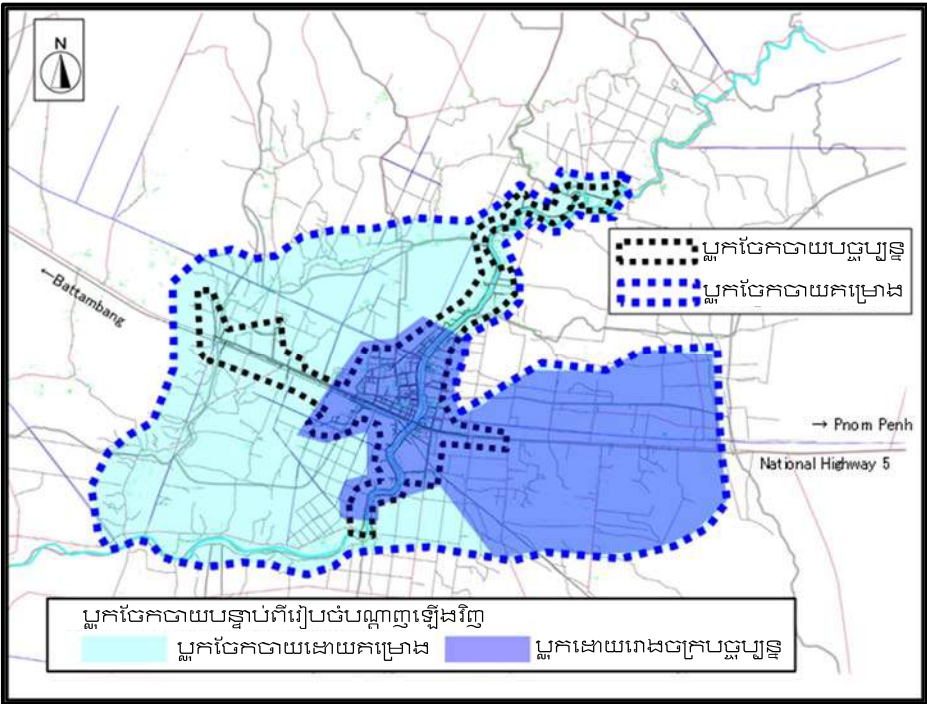 N
ប្លុកចែកចាយបច្ចុប្បន្ន
ប្លុកចែកចាយគម្រោង
←Battambang
→ Pnom Penh
National Highway 5
ប្លុកចែកចាយបន្ទាប់ពីរៀបចំបណ្តាញឡើងវិញ
ប្លុកចែកចាយដោយគម្រោង
ប្លុកដោយរោងចក្របច្ចុប្បន្ន